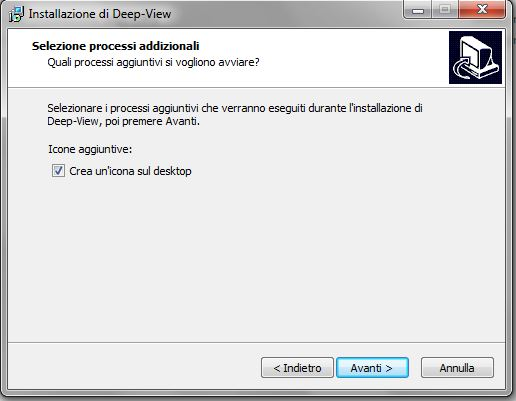 Installazione di Deep-View
Selezione processi addizionali
Quali processi aggiuntivi si vogliono avviare?
Selezionare i processi aggiuntivi che verranno eseguiti durante l'installazione di
Deep-View, poi premere Avanti.
Icone aggiuntive:
Crea un'icona sul desktop
< Indietro
Avanti >
Annulla